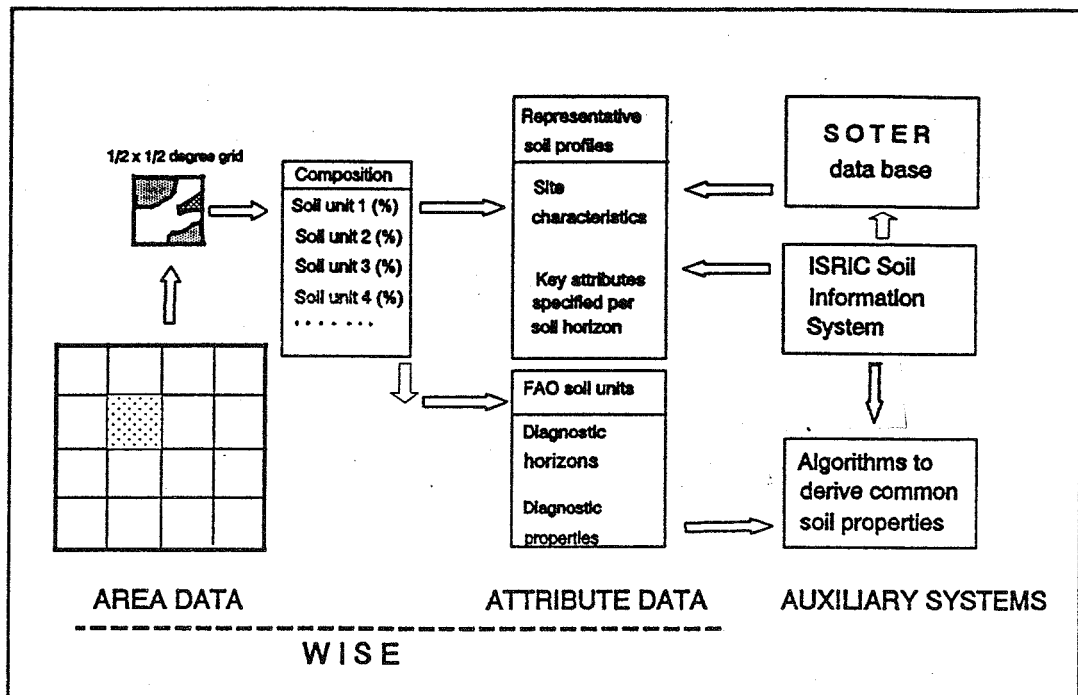 1/2 x 1/2 degree grid
Composition
Soil unit 1 (%)
Soil unit 2 (%)
Soil unit 3 (%)
Soil unit 4 (%)
. . . . . . .
Representative
soil profiles
Site
characteristics
Key attributes
specified per
soil horizon
FAO soil units
Diagnostic
horizons
Diagnostic
properties
SOTER
data base
ISRIC Soil
Information
System
Algorithms to
derive common
soil properties
AREA DATA
ATTRIBUTE DATA
AUXILIARY SYSTEMS
WISE